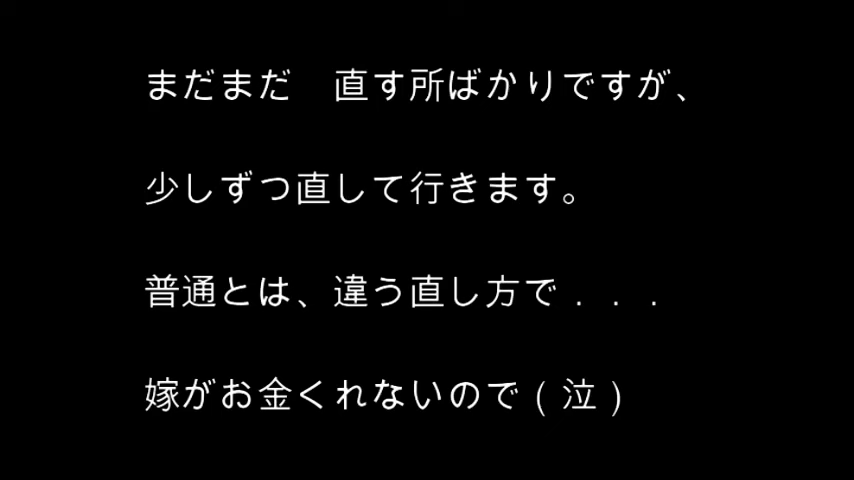 まだまだ　直す所ばかりですが、
少しずつ直して行きます。
普通とは、違う直し方で．．．
嫁がお金くれないので（泣）